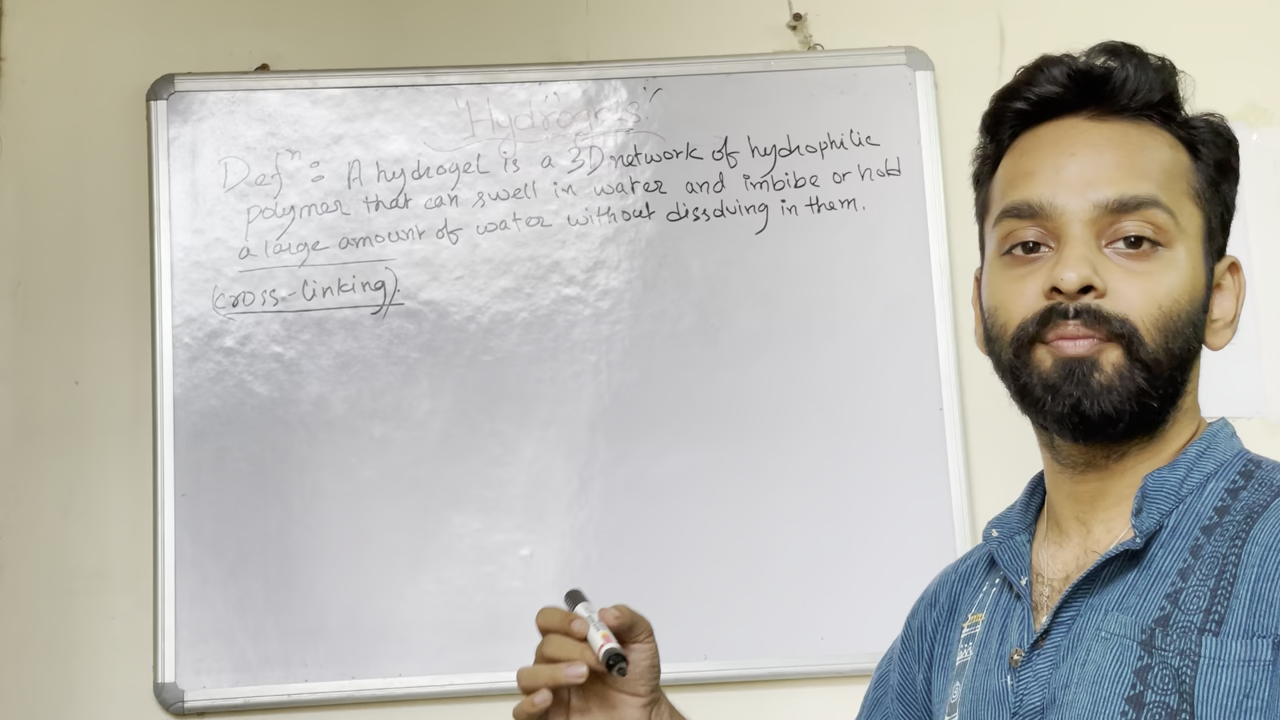 "Hydrogels"
Defⁿ : A hydrogel is a 3D network of hydrophilic
polymer that can swell in water and imbibe or hold
a large amount of water without dissolving in them.
(cross-linking).